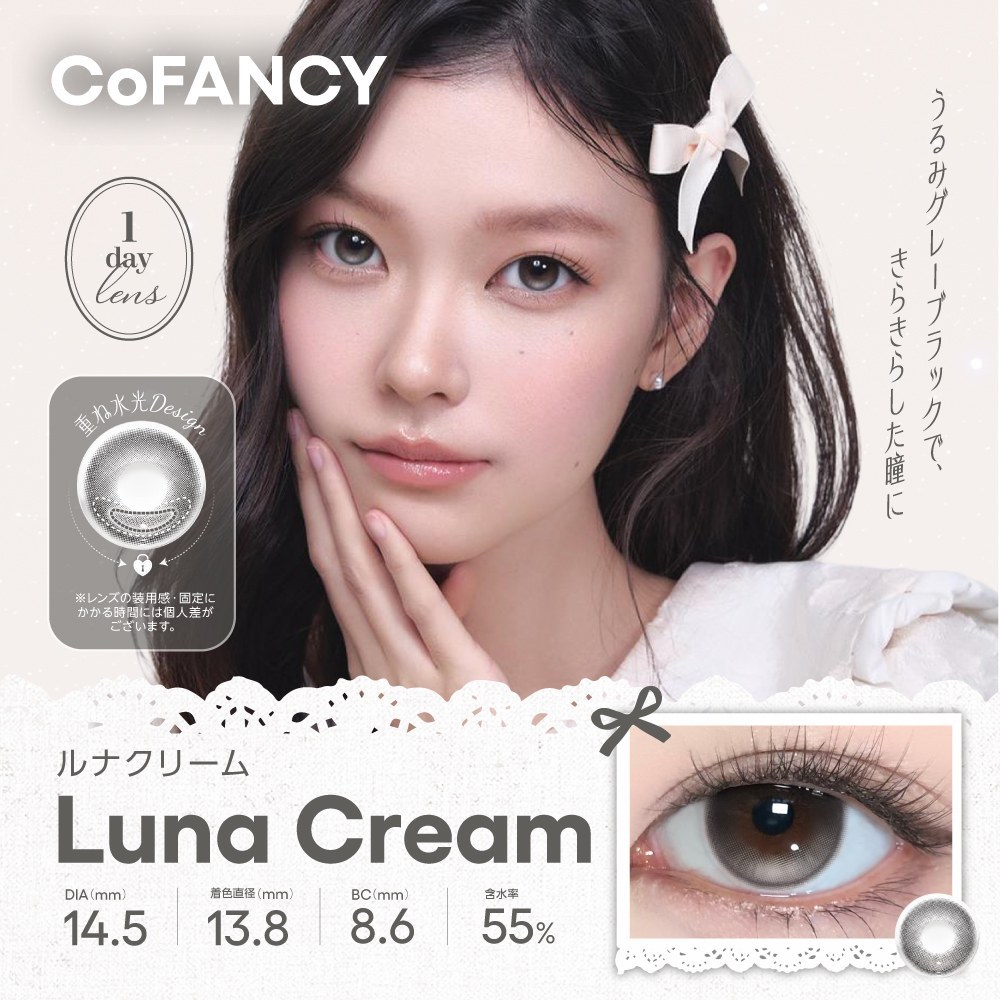 CoFANCY
1
day
lens
うるみグレーブラックで、
きらきらした瞳に
重ね水光Design
※レンズの装用感・固定に
かかる時間には個人差が
ございます。
ルナクリーム
Luna Cream
DIA(mm) 着色直径(mm) BC(mm) 含水率
14.5 13.8 8.6 55%